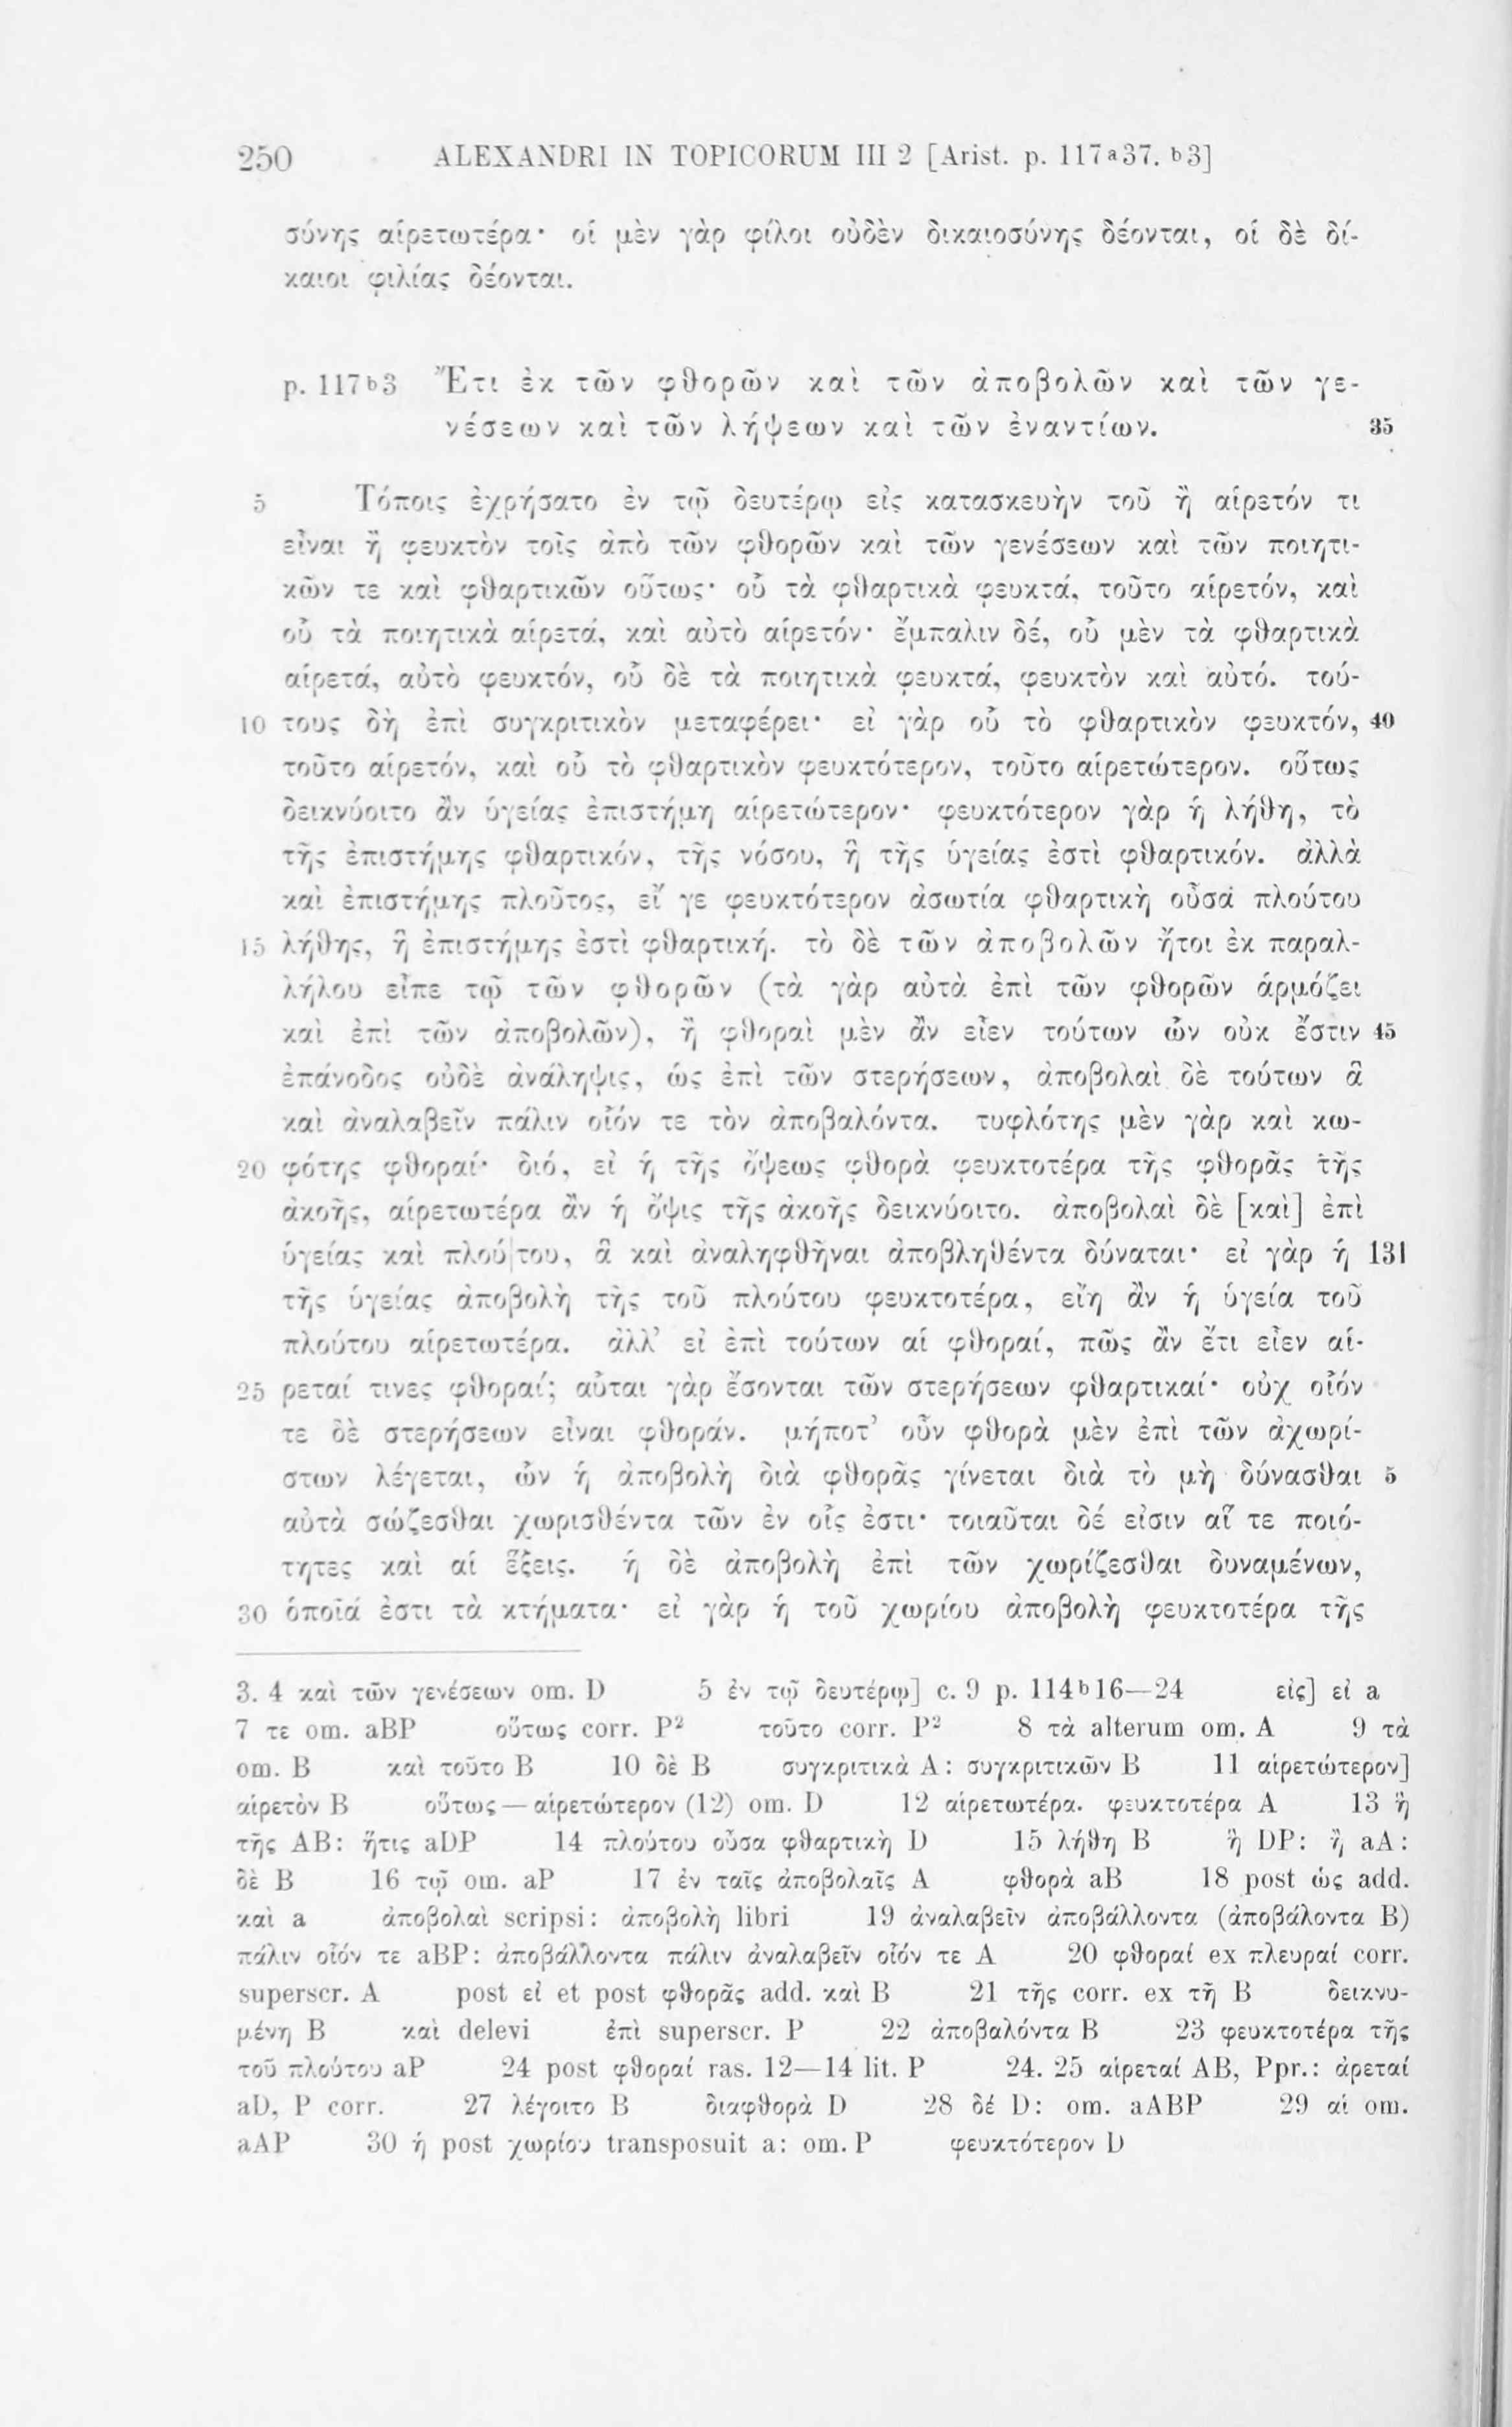 250 ALEXANDRI IN TOPICORUM III 2 [Arist. p. 117a37. b3]
σύνης αἱρετωτέρα· οἱ μὲν γὰρ φίλοι οὐδὲν δικαιοσύνης δέονται, οἱ δὲ δί-
καιοι φιλίας δέονται.
p. 117b3 Ἔτι ἐκ τῶν φθορῶν καὶ τῶν ἀποβολῶν καὶ τῶν γε-
νέσεων καὶ τῶν λήψεων καὶ τῶν ἐναντίων. 35
5 Τόποις ἐχρήσατο ἐν τῷ δευτέρῳ εἰς κατασκευὴν τοῦ ἢ αἱρετόν τι
εἶναι ἢ φευκτὸν τοῖς ἀπὸ τῶν φθορῶν καὶ τῶν γενέσεων καὶ τῶν ποιητι-
κῶν τε καὶ φθαρτικῶν οὕτως· οὗ τὰ φθαρτικὰ φευκτά, τοῦτο αἱρετόν, καὶ
οὗ τὰ ποιητικὰ αἱρετά, καὶ αὐτὸ αἱρετόν· ἔμπαλιν δέ, οὗ μὲν τὰ φθαρτικὰ
αἱρετά, αὐτὸ φευκτόν, οὗ δὲ τὰ ποιητικὰ φευκτά, φευκτὸν καὶ αὐτό. τού-
10 τους δὴ ἐπὶ συγκριτικὸν μεταφέρει· εἰ γὰρ οὗ τὸ φθαρτικὸν φευκτόν, 40
τοῦτο αἱρετόν, καὶ οὗ τὸ φθαρτικὸν φευκτότερον, τοῦτο αἱρετώτερον. οὕτως
δεικνύοιτο ἂν ὑγείας ἐπιστήμη αἱρετώτερον· φευκτότερον γὰρ ἡ λήθη, τὸ
τῆς ἐπιστήμης φθαρτικόν, τῆς νόσου, ἣ τῆς ὑγείας ἐστὶ φθαρτικόν. ἀλλὰ
καὶ ἐπιστήμης πλοῦτος, εἴ γε φευκτότερον ἀσωτία φθαρτικὴ οὖσα πλούτου
15 λήθης, ἣ ἐπιστήμης ἐστὶ φθαρτική. τὸ δὲ τῶν ἀποβολῶν ἤτοι ἐκ παραλ-
λήλου εἶπε τῷ τῶν φθορῶν (τὰ γὰρ αὐτὰ ἐπὶ τῶν φθορῶν ἁρμόζει
καὶ ἐπὶ τῶν ἀποβολῶν), ἢ φθοραὶ μὲν ἂν εἶεν τούτων ὧν οὐκ ἔστιν 45
ἐπάνοδος οὐδὲ ἀνάληψις, ὡς ἐπὶ τῶν στερήσεων, ἀποβολαὶ δὲ τούτων ἃ
καὶ ἀναλαβεῖν πάλιν οἷόν τε τὸν ἀποβαλόντα. τυφλότης μὲν γὰρ καὶ κω-
20 φότης φθοραί· διό, εἰ ἡ τῆς ὄψεως φθορὰ φευκτοτέρα τῆς φθορᾶς τῆς
ἀκοῆς, αἱρετωτέρα ἂν ἡ ὄψις τῆς ἀκοῆς δεικνύοιτο. ἀποβολαὶ δὲ [καὶ] ἐπὶ
ὑγείας καὶ πλού|του, ἃ καὶ ἀναληφθῆναι ἀποβληθέντα δύναται· εἰ γὰρ ἡ 131
τῆς ὑγείας ἀποβολὴ τῆς τοῦ πλούτου φευκτοτέρα, εἴη ἂν ἡ ὑγεία τοῦ
πλούτου αἱρετωτέρα. ἀλλ’ εἰ ἐπὶ τούτων αἱ φθοραί, πῶς ἂν ἔτι εἶεν αἱ-
25 ρεταί τινες φθοραί; αὗται γὰρ ἔσονται τῶν στερήσεων φθαρτικαί· οὐχ οἷόν
τε δὲ στερήσεων εἶναι φθοράν. μήποτ’ οὖν φθορὰ μὲν ἐπὶ τῶν ἀχωρί-
στων λέγεται, ὧν ἡ ἀποβολὴ διὰ φθορᾶς γίνεται διὰ τὸ μὴ δύνασθαι 5
αὐτὰ σώζεσθαι χωρισθέντα τῶν ἐν οἷς ἐστι· τοιαῦται δέ εἰσιν αἵ τε ποιό-
τητες καὶ αἱ ἕξεις. ἡ δὲ ἀποβολὴ ἐπὶ τῶν χωρίζεσθαι δυναμένων,
30 ὁποῖά ἐστι τὰ κτήματα· εἰ γὰρ ἡ τοῦ χωρίου ἀποβολὴ φευκτοτέρα τῆς
3. 4 καὶ τῶν γενέσεων om. D 5 ἐν τῷ δευτέρῳ] c. 9 p. 114b16—24 εἰς] εἰ a
7 τε om. aBP οὕτως corr. P2 τοῦτο corr. P2 8 τὰ alterum om. A 9 τὰ
om. B καὶ τοῦτο B 10 δὲ B συγκριτικὰ A: συγκριτικῶν B 11 αἱρετώτερον]
αἱρετὸν B οὕτως — αἱρετώτερον (12) om. D 12 αἱρετωτέρα. φευκτοτέρα A 13 ἣ
τῆς AB: ἥτις aDP 14 πλούτου οὖσα φθαρτικὴ D 15 λήθη B ἣ DP: ἢ aA:
δὲ B 16 τῷ om. aP 17 ἐν ταῖς ἀποβολαῖς A φθορὰ aB 18 post ὡς add.
καὶ a ἀποβολαὶ scripsi: ἀποβολὴ libri 19 ἀναλαβεῖν ἀποβάλλοντα (ἀποβάλοντα B)
πάλιν οἷόν τε aBP: ἀποβάλλοντα πάλιν ἀναλαβεῖν οἷόν τε A 20 φθοραί ex πλευραί corr.
superscr. A post εἰ et post φθορᾶς add. καὶ B 21 τῆς corr. ex τῇ B δεικνυ-
μένη B καὶ delevi ἐπὶ superscr. P 22 ἀποβαλόντα B 23 φευκτοτέρα τῆς
τοῦ πλούτου aP 24 post φθοραί ras. 12—14 lit. P 24. 25 αἱρεταί AB, Ppr.: ἀρεταί
aD, P corr. 27 λέγοιτο B διαφθορὰ D 28 δέ D: om. aABP 29 αἱ om.
aAP 30 ἡ post χωρίου transposuit a: om. P φευκτότερον D